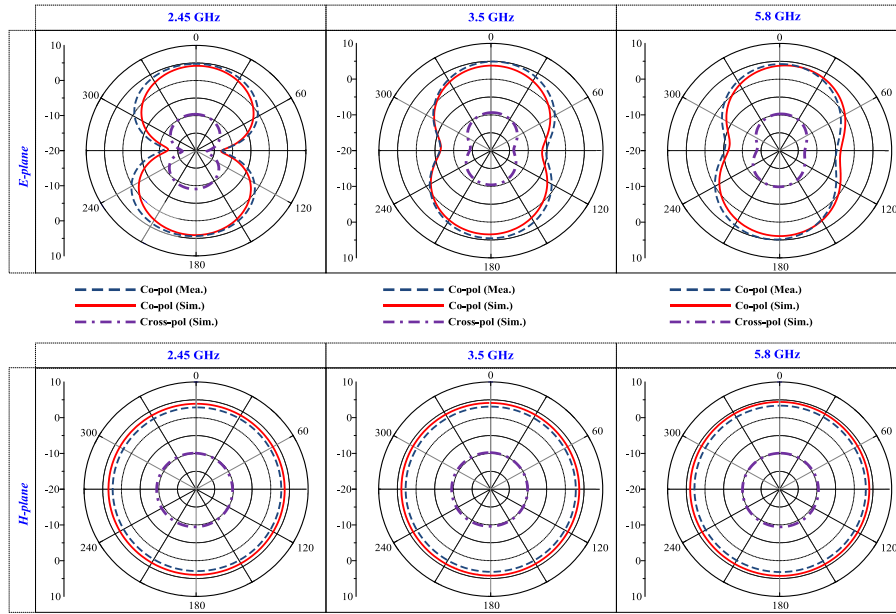 2.45 GHz 3.5 GHz 5.8 GHz
E-plane
10 0 10 0 10 0
0 300 60 0 300 60 0 300 60
-10 -10 -10
-20 -20 -20
-10 -10 -10
0 240 120 0 240 120 0 240 120
10 180 10 180 10 180
Co-pol (Mea.) Co-pol (Mea.) Co-pol (Mea.)
Co-pol (Sim.) Co-pol (Sim.) Co-pol (Sim.)
Cross-pol (Sim.) Cross-pol (Sim.) Cross-pol (Sim.)
2.45 GHz 3.5 GHz 5.8 GHz
H-plane
10 0 10 0 10 0
0 300 60 0 300 60 0 300 60
-10 -10 -10
-20 -20 -20
-10 -10 -10
0 240 120 0 240 120 0 240 120
10 180 10 180 10 180